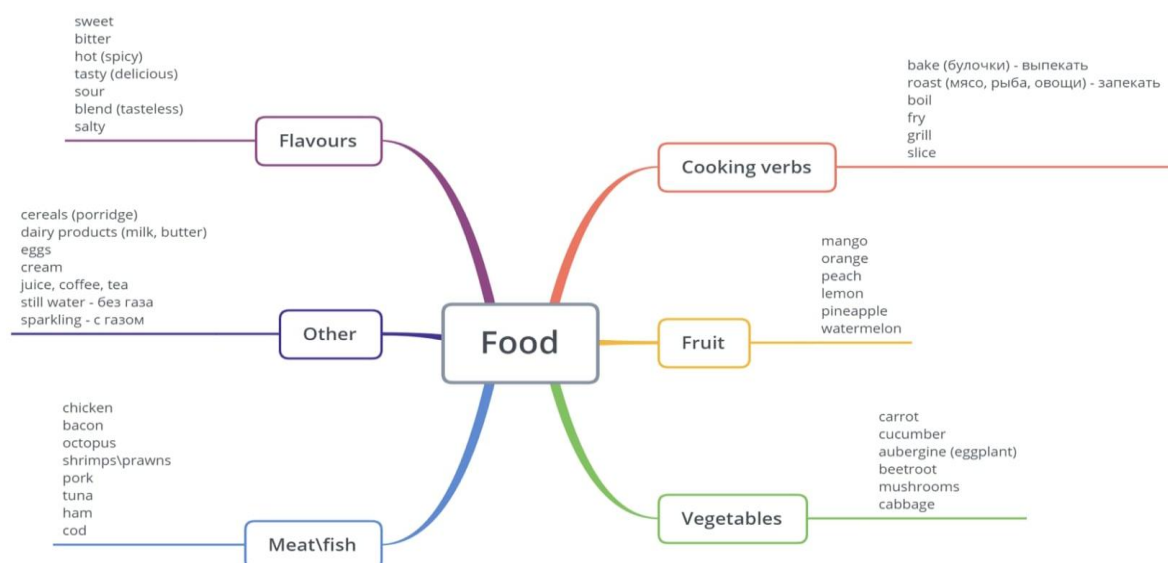 Food
Flavours
sweet
bitter
hot (spicy)
tasty (delicious)
sour
blend (tasteless)
salty
Other
cereals (porridge)
dairy products (milk, butter)
eggs
cream
juice, coffee, tea
still water - без газа
sparkling - с газом
Meat\fish
chicken
bacon
octopus
shrimps\prawns
pork
tuna
ham
cod
Cooking verbs
bake (булочки) - выпекать
roast (мясо, рыба, овощи) - запекать
boil
fry
grill
slice
Fruit
mango
orange
peach
lemon
pineapple
watermelon
Vegetables
carrot
cucumber
aubergine (eggplant)
beetroot
mushrooms
cabbage